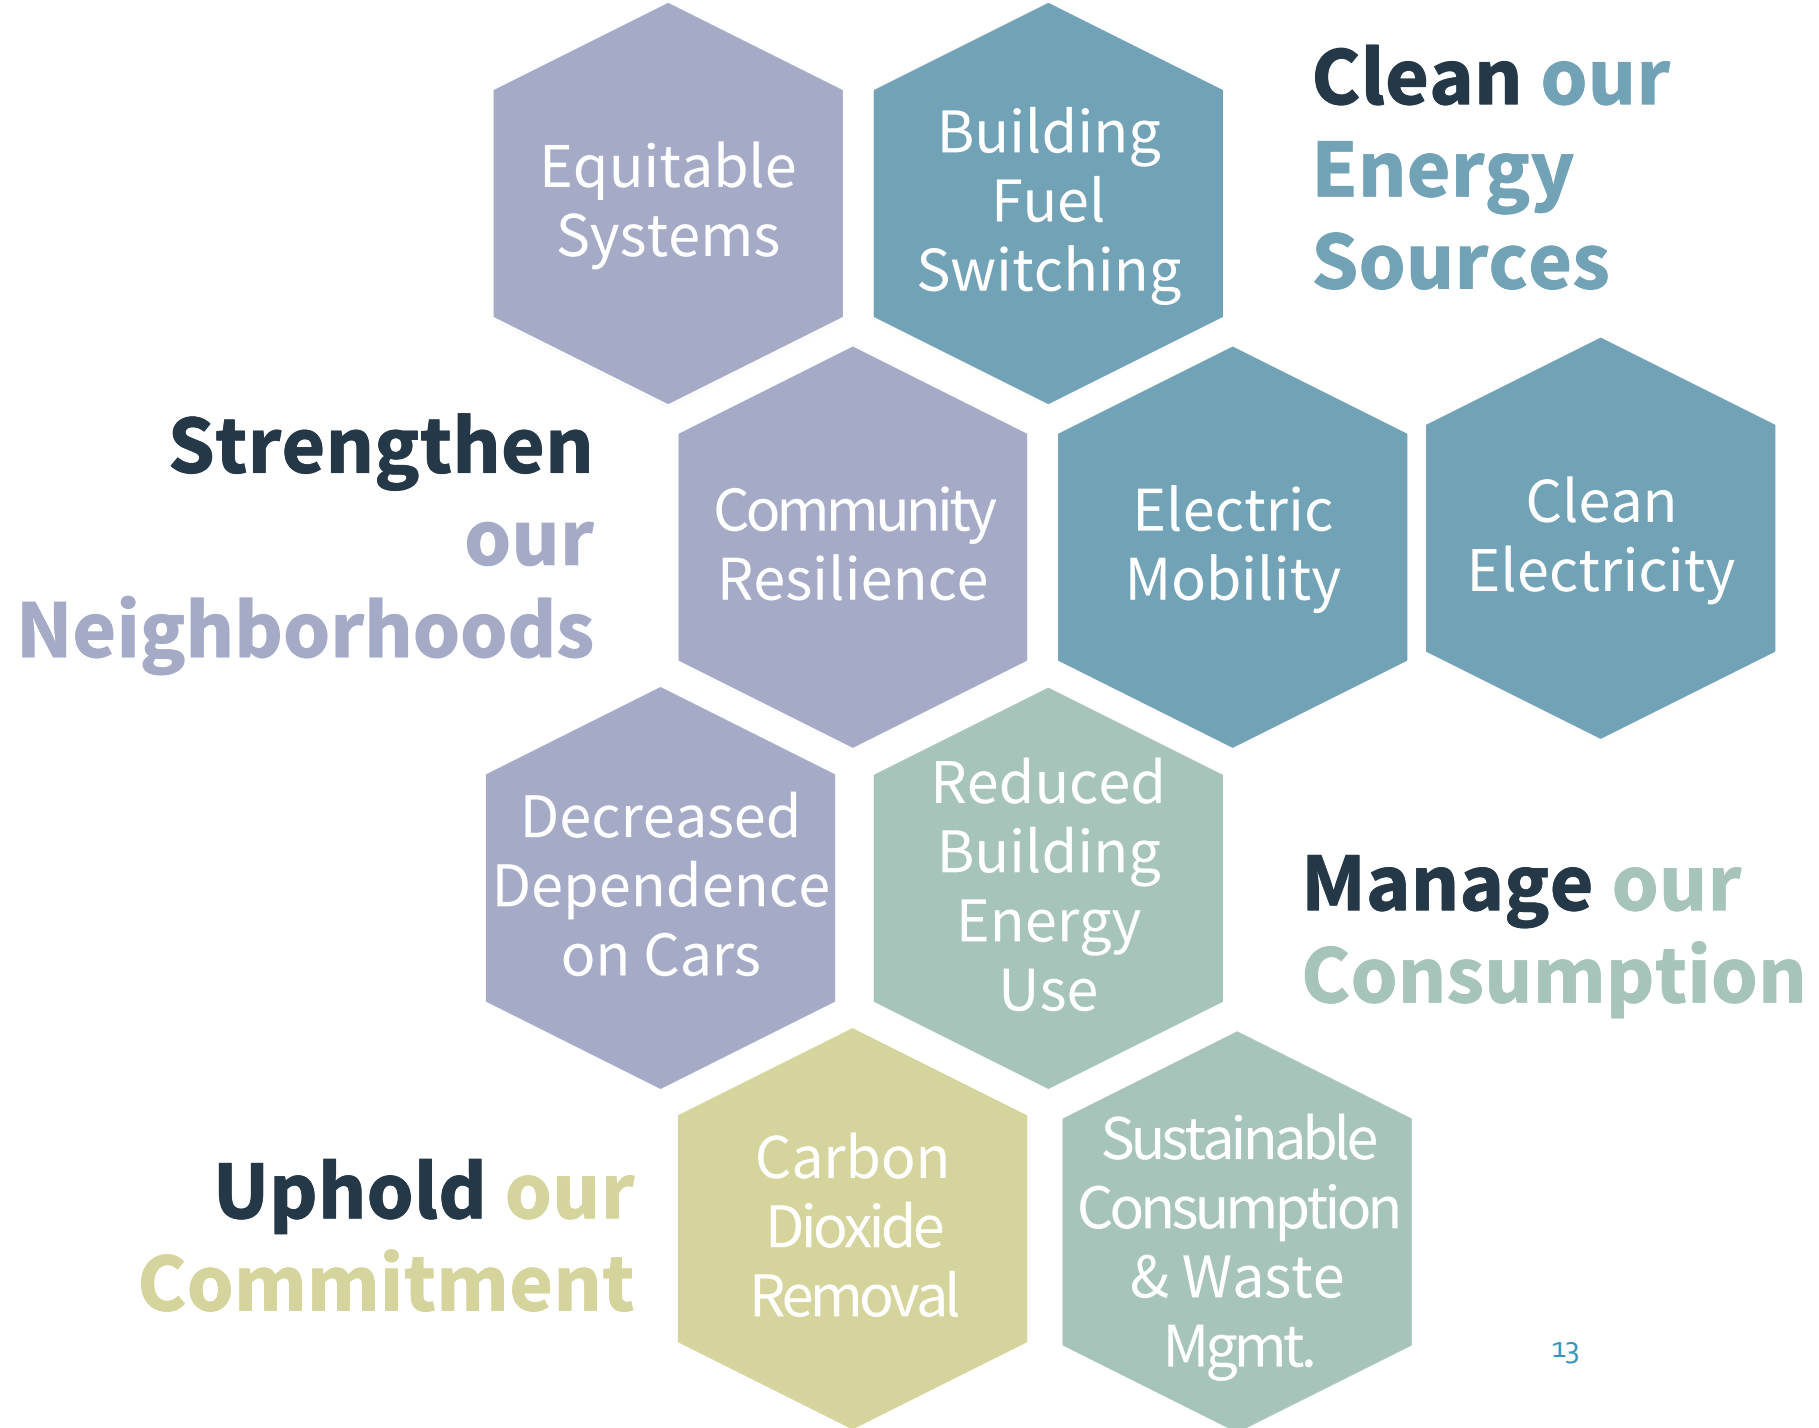 Equitable
Systems
Building
Fuel
Switching
Clean our
Energy
Sources
Strengthen
our
Neighborhoods
Community
Resilience
Electric
Mobility
Clean
Electricity
Decreased
Dependence
on Cars
Reduced
Building
Energy
Use
Manage our
Consumption
Uphold our
Commitment
Carbon
Dioxide
Removal
Sustainable
Consumption
& Waste
Mgmt.
13